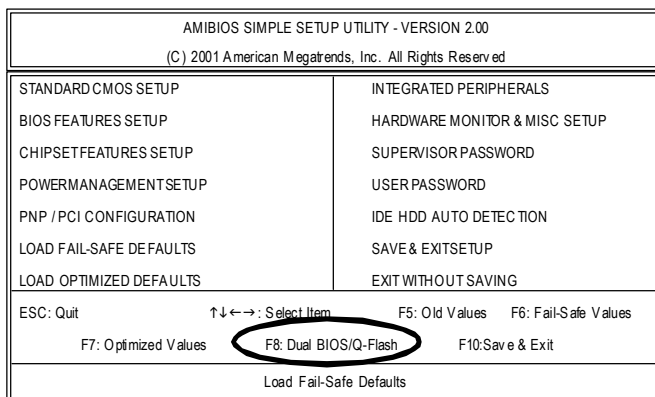 AMIBIOS SIMPLE SETUP UTILITY - VERSION 2.00
(C) 2001 American Megatrends, Inc. All Rights Reserved
STANDARD CMOS SETUP
INTEGRATED PERIPHERALS
BIOS FEATURES SETUP
HARDWARE MONITOR & MISC SETUP
CHIPSET FEATURES SETUP
SUPERVISOR PASSWORD
POWER MANAGEMENT SETUP
USER PASSWORD
PNP / PCI CONFIGURATION
IDE HDD AUTO DETECTION
LOAD FAIL-SAFE DEFAULTS
SAVE & EXIT SETUP
LOAD OPTIMIZED DEFAULTS
EXIT WITHOUT SAVING
ESC: Quit ↑↓←→: Select Item F5: Old Values F6: Fail-Safe Values
F7: Optimized Values F8: Dual BIOS/Q-Flash F10:Save & Exit
Load Fail-Safe Defaults